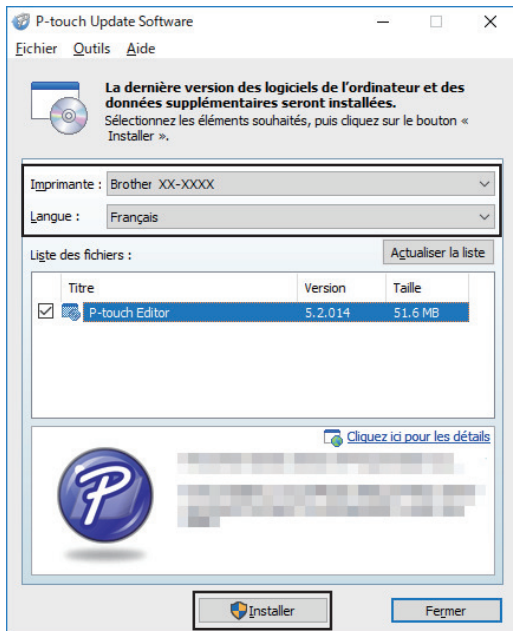 P-touch Update Software
Fichier Outils Aide
La dernière version des logiciels de l'ordinateur et des
données supplémentaires seront installées.
Sélectionnez les éléments souhaités, puis cliquez sur le bouton «
Installer ».
Imprimante : Brother XX-XXXX
Langue : Français
Liste des fichiers : Actualiser la liste
Titre Version Taille
P-touch Editor 5.2.014 51.6 MB
Cliquez ici pour les détails
P
Installer Fermer